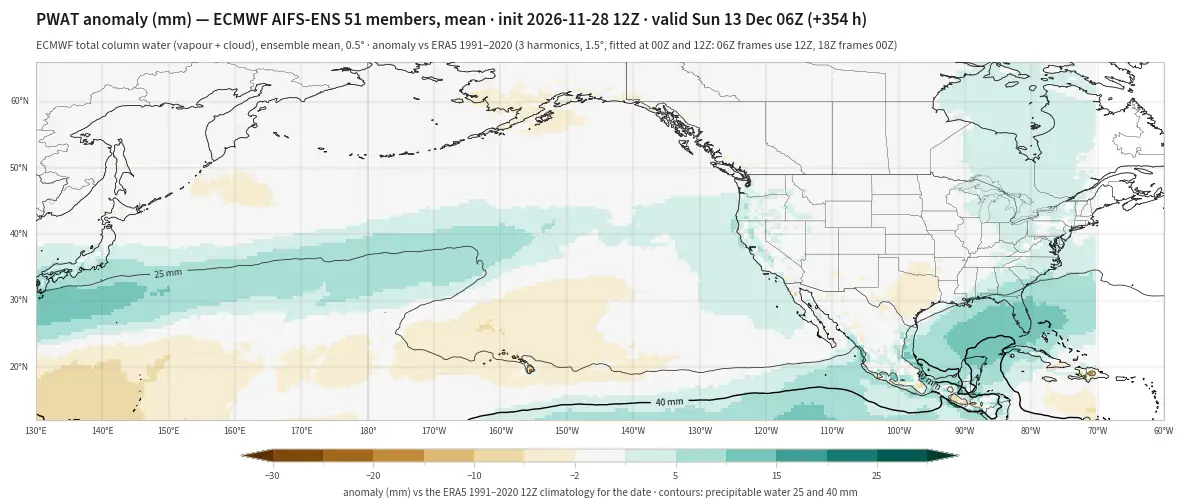 PWAT anomaly (mm) — ECMWF AIFS-ENS 51 members, mean · init 2026-11-28 12Z · valid Sun 13 Dec 06Z (+354 h)
ECMWF total column water (vapour + cloud), ensemble mean, 0.5° · anomaly vs ERA5 1991–2020 (3 harmonics, 1.5°, fitted at 00Z and 12Z: 06Z frames use 12Z, 18Z frames 00Z)
60°N
50°N
40°N
30°N
20°N
25 mm
40 mm
130°E 140°E 150°E 160°E 170°E 180° 170°W 160°W 150°W 140°W 130°W 120°W 110°W 100°W 90°W 80°W 70°W 60°W
−30 −20 −10 −2 5 15 25
anomaly (mm) vs the ERA5 1991–2020 12Z climatology for the date · contours: precipitable water 25 and 40 mm